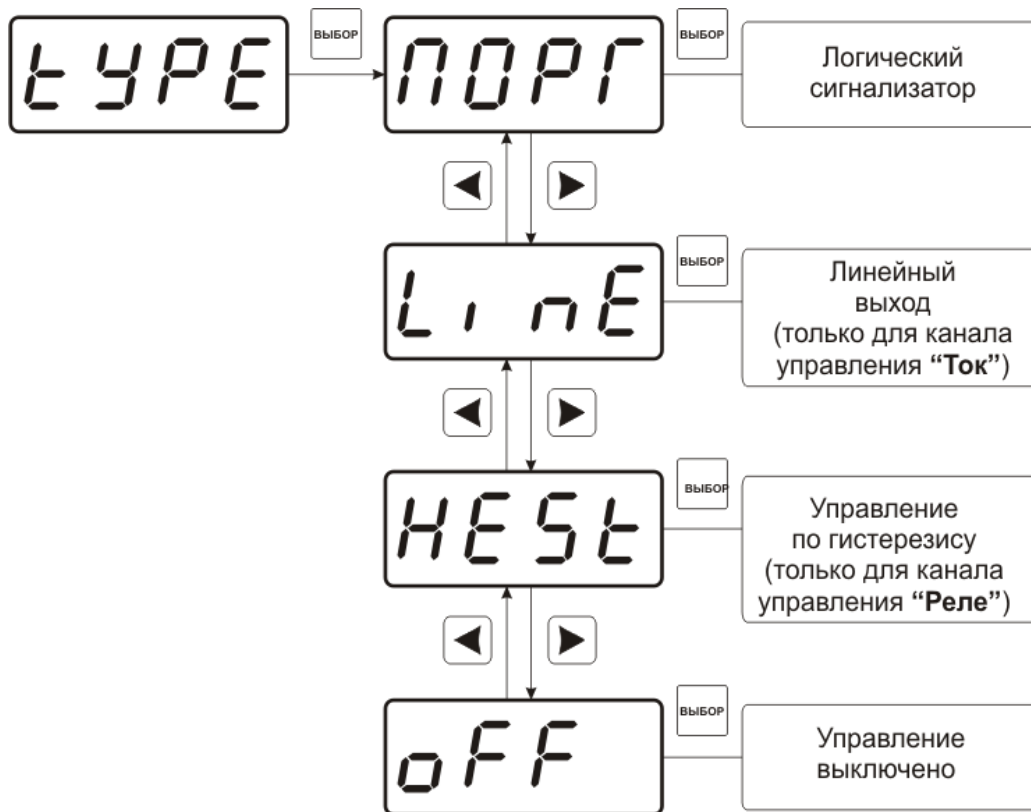 tYPE
ВЫБОР
ПОРГ
ВЫБОР
Логический
сигнализатор
LinE
ВЫБОР
Линейный
выход
(только для канала
управления “Ток”)
HESt
ВЫБОР
Управление
по гистерезису
(только для канала
управления “Реле”)
oFF
ВЫБОР
Управление
выключено